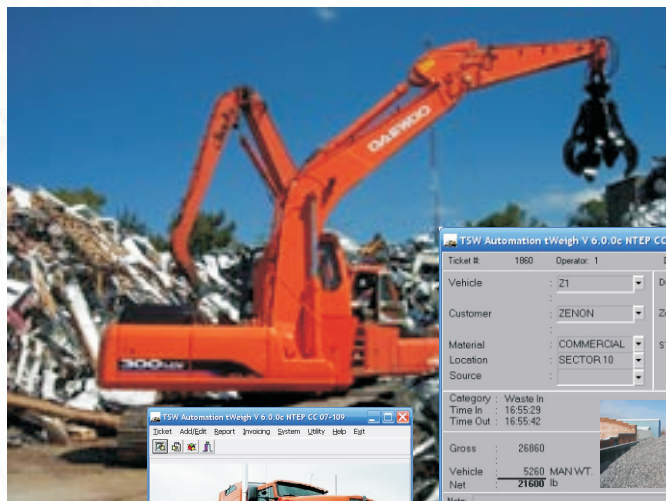 DAEWOO
TSW Automation tWeigh V 6.0.0c NTEP CC
Ticket #: 1860 Operator: 1
Vehicle : Z1
:
Customer : ZENON
:
Material : COMMERCIAL
Location : SECTOR 10
Source :
Category : Waste In
Time In : 16:55:29
Time Out : 16:55:42
Gross : 26860
Vehicle 5260 MAN WT.
Net 21600 lb
TSW Automation tWeigh V 6.0.0c NTEP CC 07-109
Ticket Add/Edit Report Invoicing System Utility Help Exit